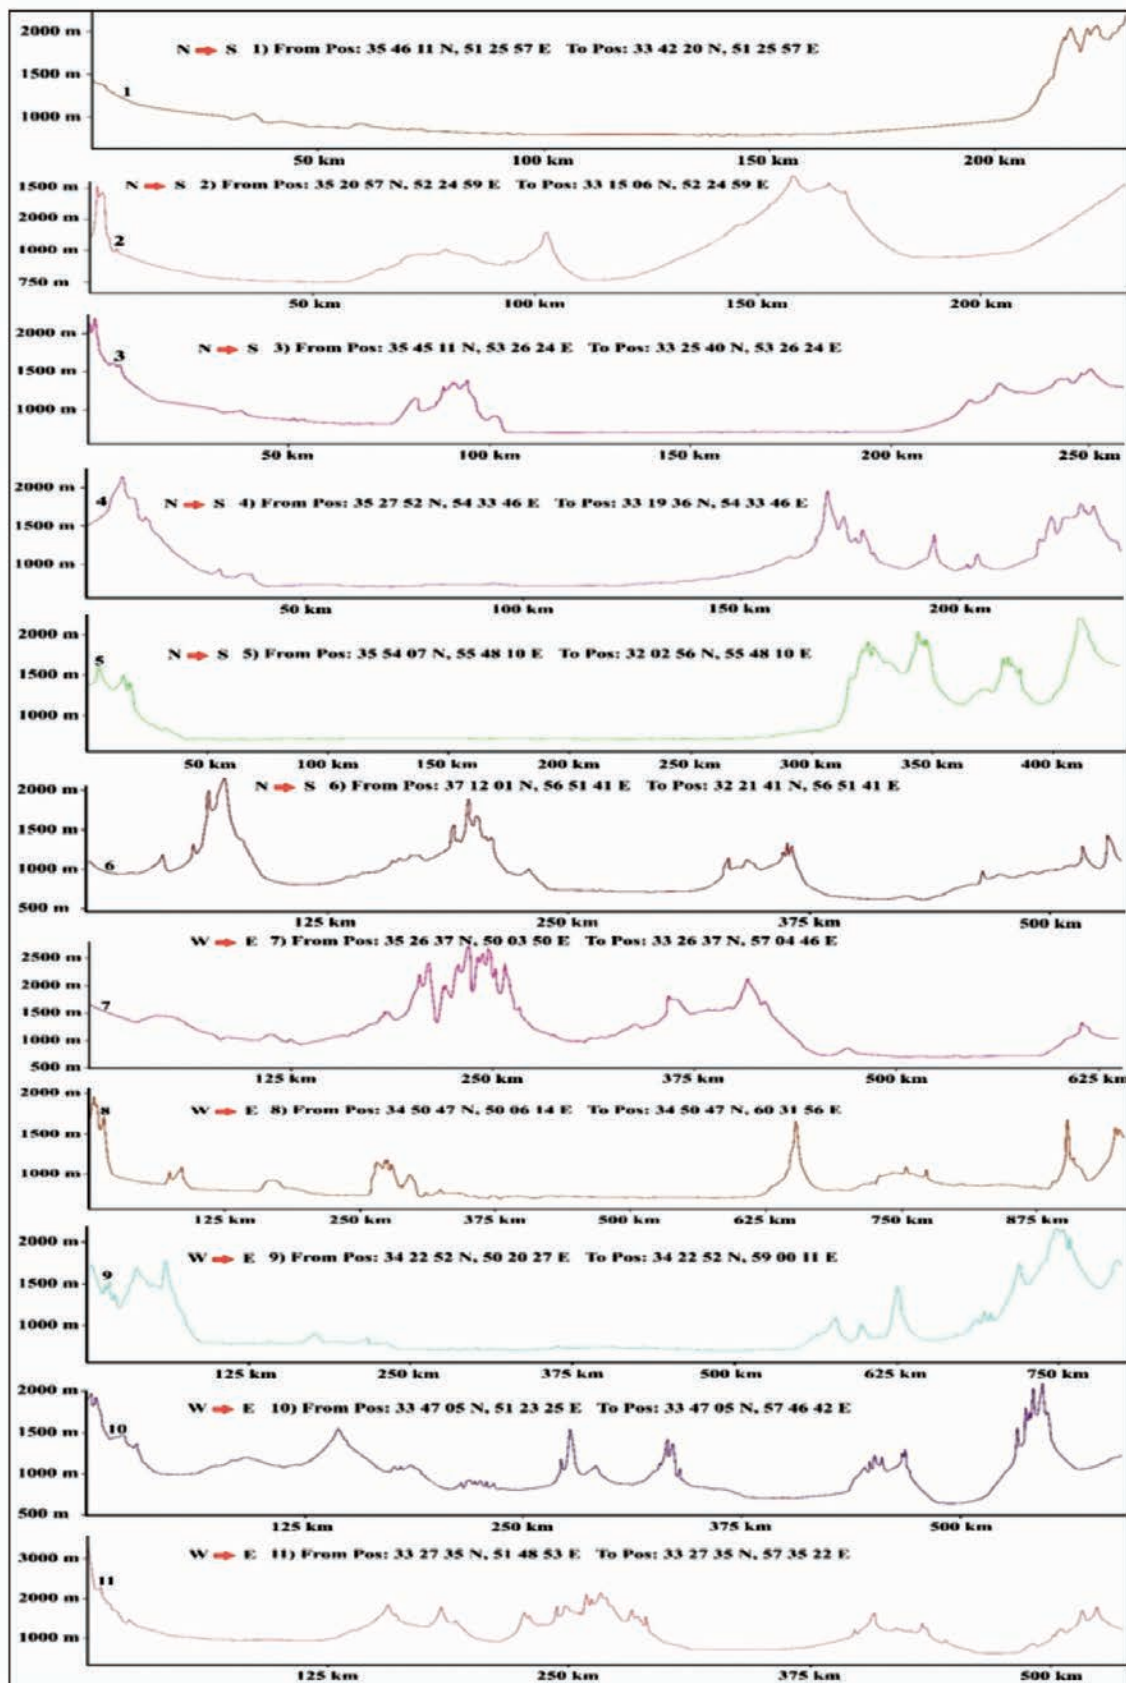 2000 m
N S 1) From Pos: 35 46 11 N, 51 25 57 E To Pos: 33 42 20 N, 51 25 57 E
1500 m
1
1000 m
50 km 100 km 150 km 200 km
1500 m
N S 2) From Pos: 35 20 57 N, 52 24 59 E To Pos: 33 15 06 N, 52 24 59 E
2000 m
2
1000 m
750 m
50 km 100 km 150 km 200 km
2000 m
N S 3) From Pos: 35 45 11 N, 53 26 24 E To Pos: 33 25 40 N, 53 26 24 E
3
1500 m
1000 m
50 km 100 km 150 km 200 km 250 km
2000 m
4
N S 4) From Pos: 35 27 52 N, 54 33 46 E To Pos: 33 19 36 N, 54 33 46 E
1500 m
1000 m
50 km 100 km 150 km 200 km
2000 m
N S 5) From Pos: 35 54 07 N, 55 48 10 E To Pos: 32 02 56 N, 55 48 10 E
5
1500 m
1000 m
50 km 100 km 150 km 200 km 250 km 300 km 350 km 400 km
N S 6) From Pos: 37 12 01 N, 56 51 41 E To Pos: 32 21 41 N, 56 51 41 E
2000 m
1500 m
1000 m
6
500 m
125 km 250 km 375 km 500 km
W E 7) From Pos: 35 26 37 N, 50 03 50 E To Pos: 33 26 37 N, 57 04 46 E
2500 m
2000 m
7
1500 m
1000 m
500 m
125 km 250 km 375 km 500 km 625 km
2000 m
8
W E 8) From Pos: 34 50 47 N, 50 06 14 E To Pos: 34 50 47 N, 60 31 56 E
1500 m
1000 m
125 km 250 km 375 km 500 km 625 km 750 km 875 km
2000 m
W E 9) From Pos: 34 22 52 N, 50 20 27 E To Pos: 34 22 52 N, 59 00 11 E
9
1500 m
1000 m
125 km 250 km 375 km 500 km 625 km 750 km
2000 m
W E 10) From Pos: 33 47 05 N, 51 23 25 E To Pos: 33 47 05 N, 57 46 42 E
10
1500 m
1000 m
500 m
125 km 250 km 375 km 500 km
W E 11) From Pos: 33 27 35 N, 51 48 53 E To Pos: 33 27 35 N, 57 35 22 E
3000 m
11
2000 m
1000 m
125 km 250 km 375 km 500 km